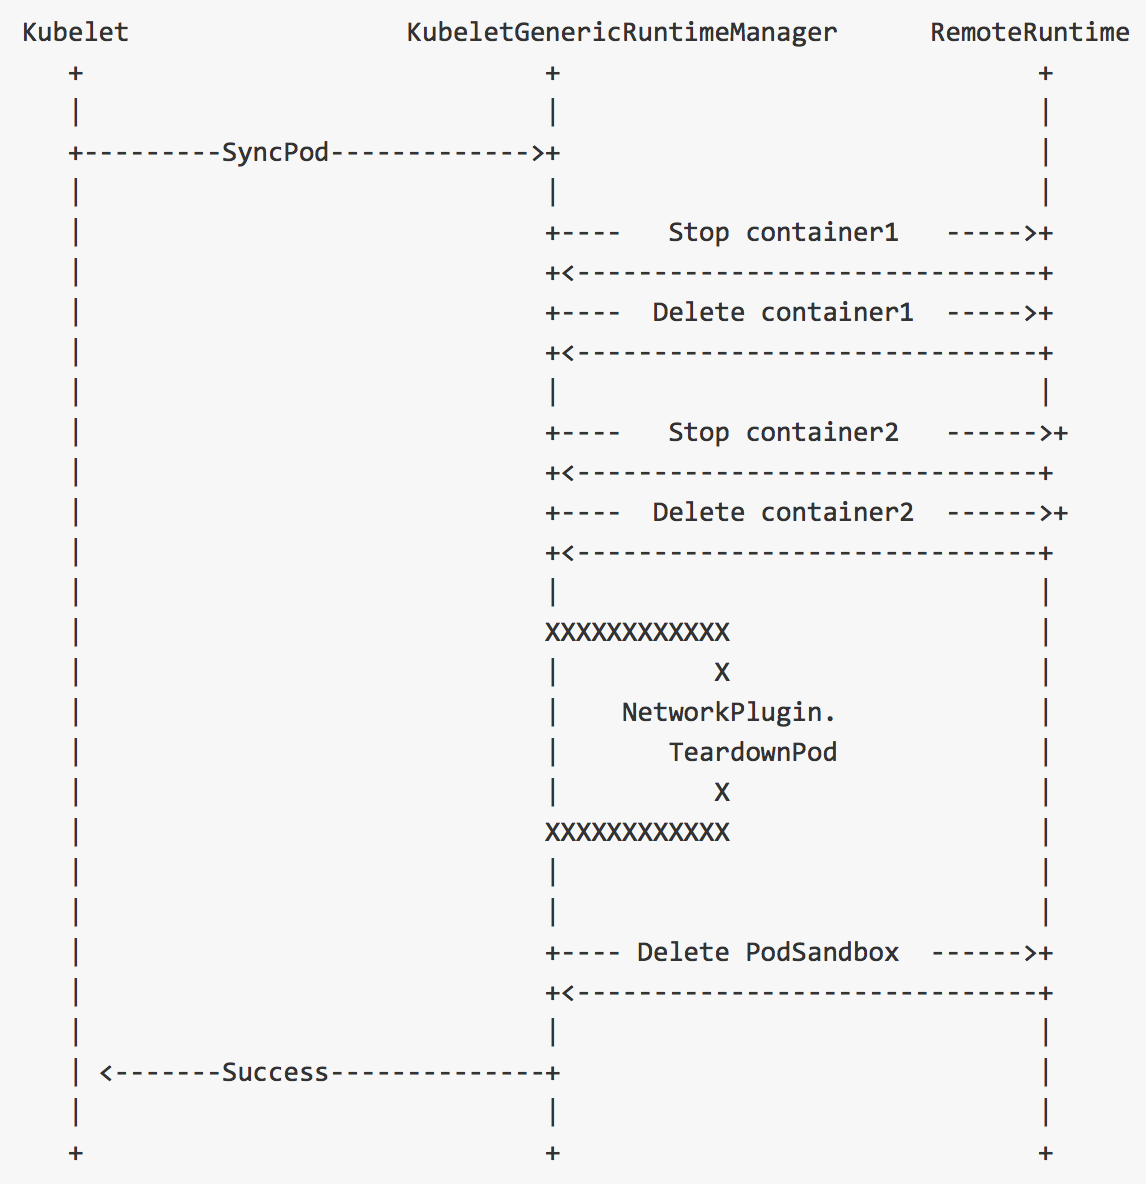 Kubelet                  KubeletGenericRuntimeManager      RemoteRuntime
   +                              +                               +
   |                              |                               |
   +---------SyncPod------------->+                               |
   |                              |                               |
   |                              +----   Stop container1   ----->+
   |                              +<------------------------------+
   |                              +----  Delete container1  ----->+
   |                              +<------------------------------+
   |                              |                               |
   |                              +----   Stop container2   ------>+
   |                              +<------------------------------+
   |                              +----  Delete container2  ------>+
   |                              +<------------------------------+
   |                              |                               |
   |                              XXXXXXXXXXXX                    |
   |                              |          X                    |
   |                              |    NetworkPlugin.             |
   |                              |       TeardownPod             |
   |                              |          X                    |
   |                              XXXXXXXXXXXX                    |
   |                              |                               |
   |                              |                               |
   |                              +---- Delete PodSandbox  ------>+
   |                              +<------------------------------+
   |                              |                               |
   | <-------Success--------------+                               |
   |                              |                               |
   +                              +                               +